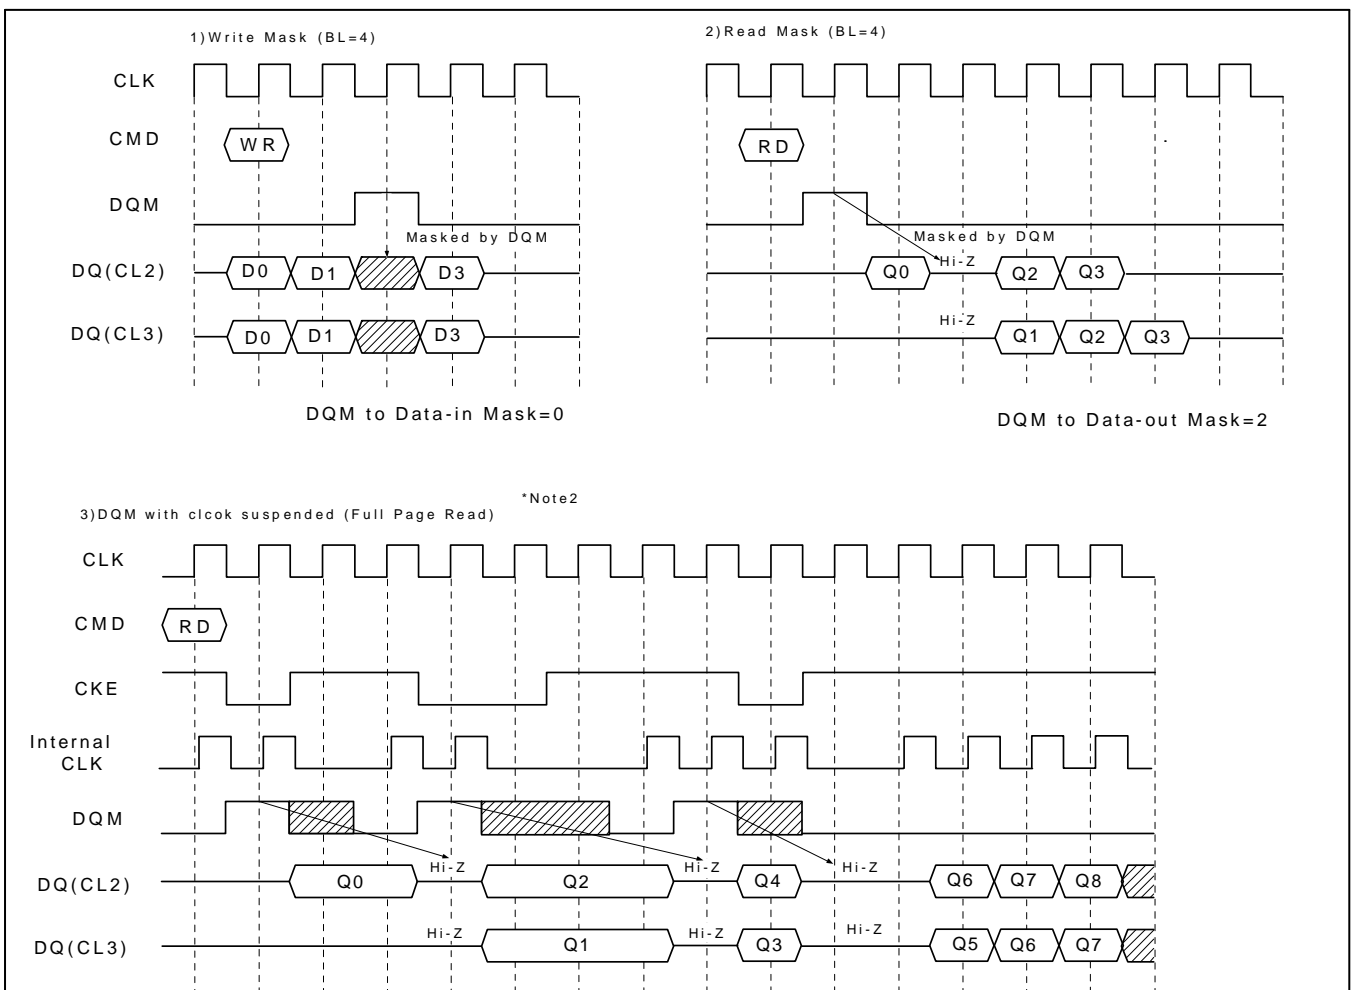 1)Write Mask (BL=4)
CLK
CMD
WR
DQM
Masked by DQM
DQ(CL2)
D0 D1 D3
DQ(CL3)
D0 D1 D3
DQM to Data-in Mask=0
2)Read Mask (BL=4)
RD
Masked by DQM
Hi-Z
Q0 Q2 Q3
Hi-Z
Q1 Q2 Q3
DQM to Data-out Mask=2
*Note2
3)DQM with clcok suspended (Full Page Read)
CLK
CMD
RD
CKE
Internal
CLK
DQM
Hi-Z Hi-Z Hi-Z
DQ(CL2)
Q0 Q2 Q4 Q6 Q7 Q8
Hi-Z Hi-Z Hi-Z
DQ(CL3)
Q1 Q3 Q5 Q6 Q7